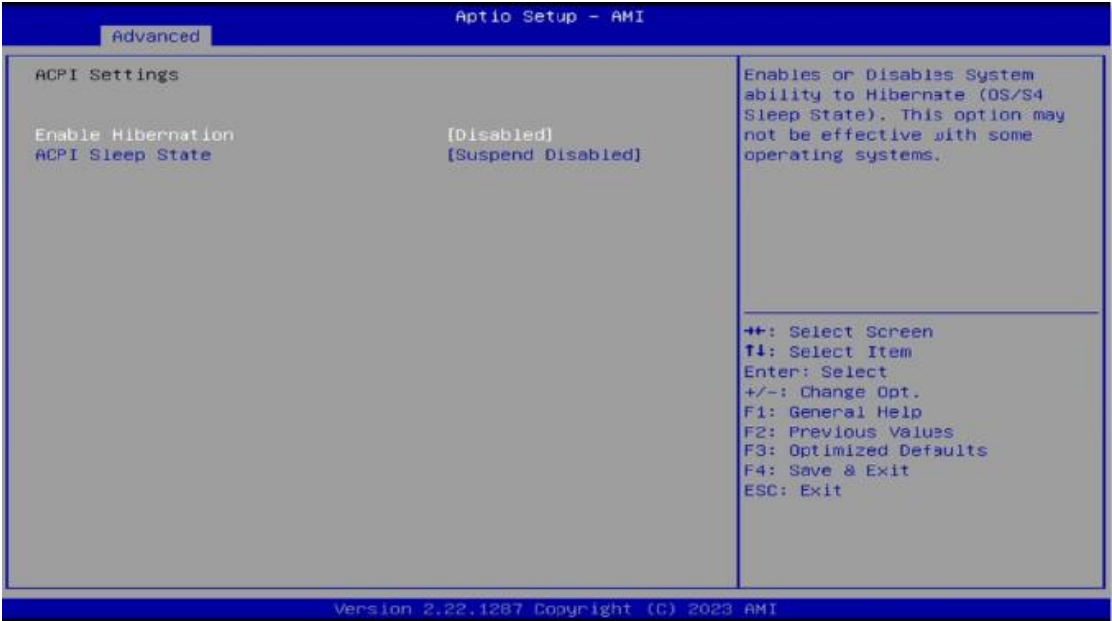 Aptio Setup - AMI
Advanced
ACPI Settings
Enable Hibernation [Disabled]
ACPI Sleep State [Suspend Disabled]
Enables or Disables System
ability to Hibernate (OS/S4
Sleep State). This option may
not be effective with some
operating systems.
→←: Select Screen
↑↓: Select Item
Enter: Select
+/-: Change Opt.
F1: General Help
F2: Previous Values
F3: Optimized Defaults
F4: Save & Exit
ESC: Exit
Version 2.22.1287 Copyright (C) 2023 AMI